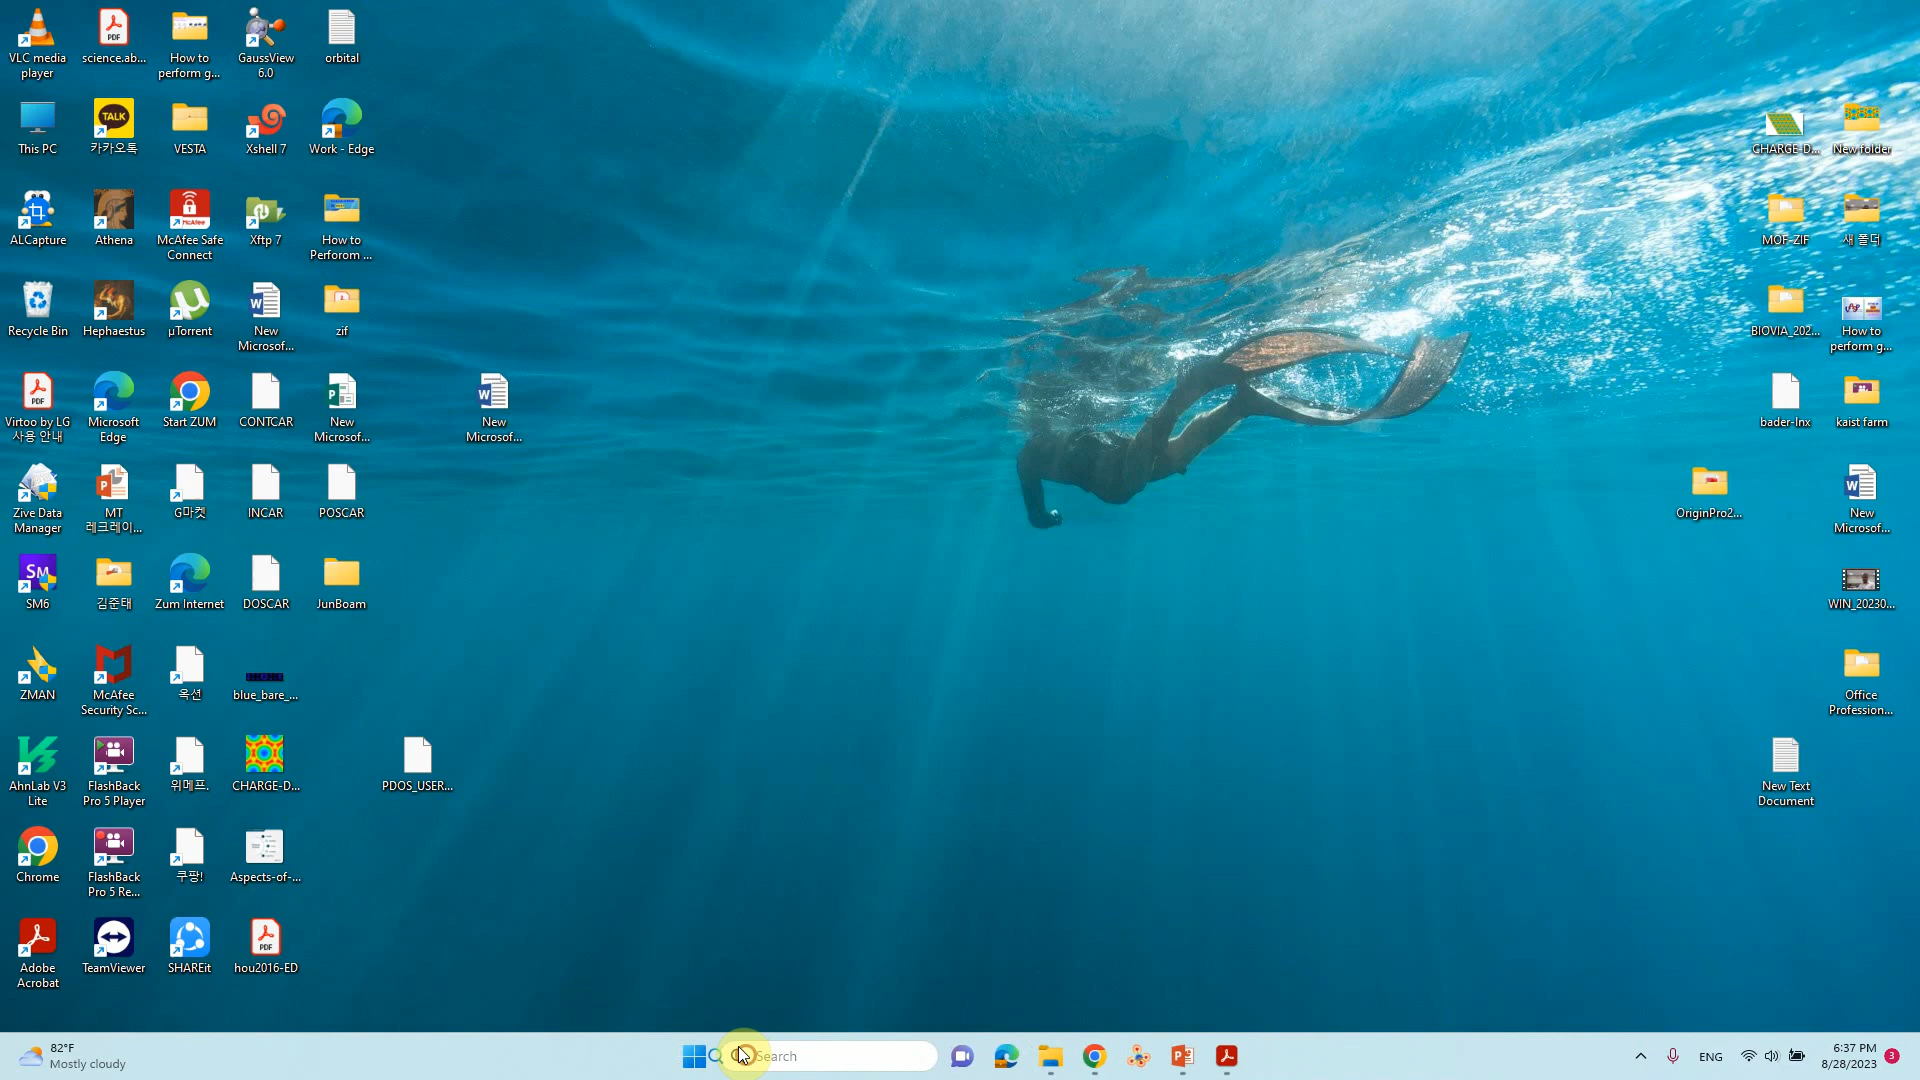 VLC media
player
science.ab...
How to
perform g...
GaussView
6.0
orbital
This PC
카카오톡
VESTA
Xshell 7
Work - Edge
CHARGE-D...
New folder
ALCapture
Athena
McAfee Safe
Connect
Xftp 7
How to
Perforom ...
MOF-ZIF
새 폴더
Recycle Bin
Hephaestus
µTorrent
New
Microsof...
zif
BIOVIA_202...
How to
perform g...
Virtoo by LG
사용 안내
Microsoft
Edge
Start ZUM
CONTCAR
New
Microsof...
New
Microsof...
bader-lnx
kaist farm
Zive Data
Manager
MT
레크레이...
G마켓
INCAR
POSCAR
OriginPro2...
New
Microsof...
SM6
김준태
Zum Internet
DOSCAR
JunBoam
WIN_20230...
ZMAN
McAfee
Security Sc...
옥션
blue_bare_...
Office
Profession...
AhnLab V3
Lite
FlashBack
Pro 5 Player
위메프.
CHARGE-D...
PDOS_USER...
New Text
Document
Chrome
FlashBack
Pro 5 Re...
쿠팡!
Aspects-of-...
Adobe
Acrobat
TeamViewer
SHAREit
hou2016-ED
82°F
Mostly cloudy
Search
ENG
6:37 PM
8/28/2023
3